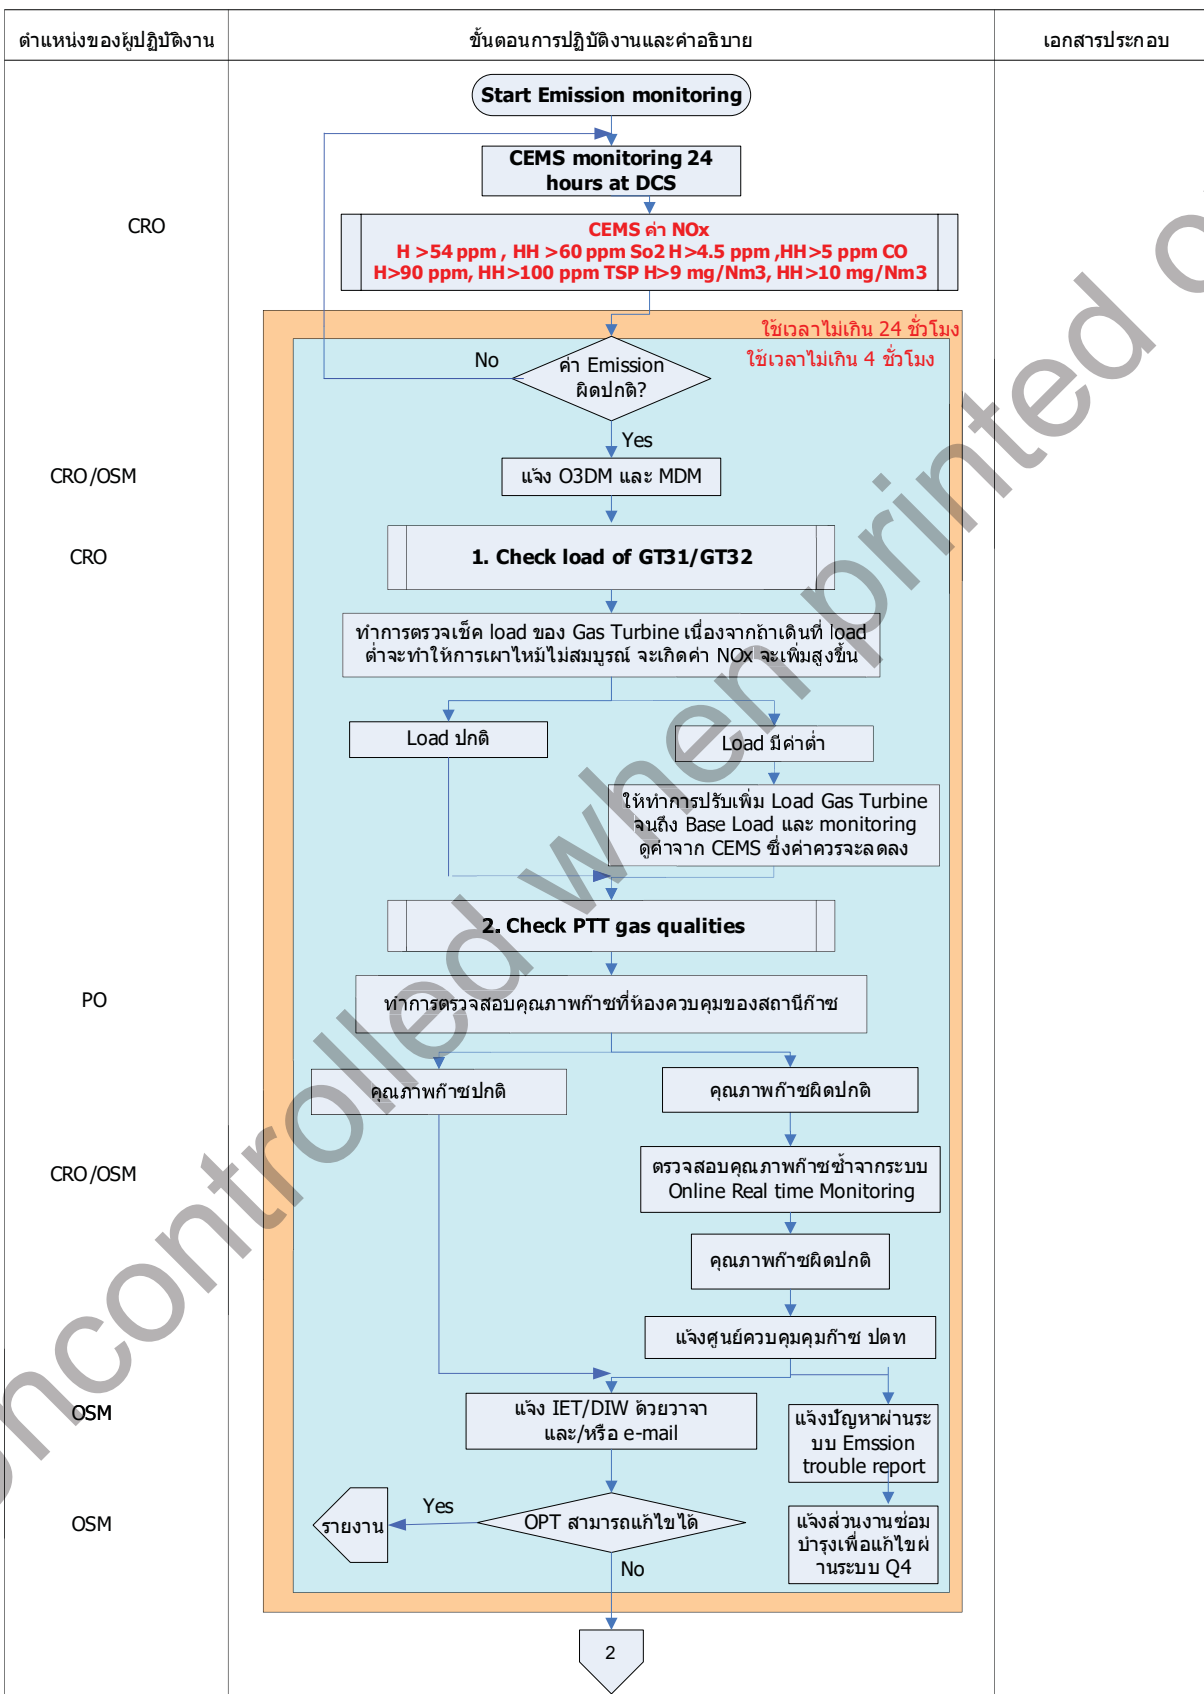 ตำแหน่งของผู้ปฏิบัติงาน
ขั้นตอนการปฏิบัติงานและคำอธิบาย
เอกสารประกอบ
Start Emission monitoring
CEMS monitoring 24
hours at DCS
CRO
CEMS ค่า NOx
H >54 ppm , HH >60 ppm So2 H>4.5 ppm ,HH>5 ppm CO
H>90 ppm, HH>100 ppm TSP H>9 mg/Nm3, HH>10 mg/Nm3
ใช้เวลาไม่เกิน 24 ชั่วโมง
ใช้เวลาไม่เกิน 4 ชั่วโมง
No
ค่า Emission
ผิดปกติ?
Yes
CRO/OSM
แจ้ง O3DM และ MDM
CRO
1. Check load of GT31/GT32
ทำการตรวจเช็ค load ของ Gas Turbine เนื่องจากถ้าเดินที่ load
ต่ำจะทำให้การเผาไหม้ไม่สมบูรณ์ จะเกิดค่า NOx จะเพิ่มสูงขึ้น
Load ปกติ
Load มีค่าต่ำ
ให้ทำการปรับเพิ่ม Load Gas Turbine
จนถึง Base Load และ monitoring
ดูค่าจาก CEMS ซึ่งค่าควรจะลดลง
2. Check PTT gas qualities
PO
ทำการตรวจสอบคุณภาพก๊าซที่ห้องควบคุมของสถานีก๊าซ
คุณภาพก๊าซปกติ
คุณภาพก๊าซผิดปกติ
CRO/OSM
ตรวจสอบคุณภาพก๊าซซ้ำจากระบบ
Online Real time Monitoring
คุณภาพก๊าซผิดปกติ
แจ้งศูนย์ควบคุมคุมก๊าซ ปตท
OSM
แจ้ง IET/DIW ด้วยวาจา
และ/หรือ e-mail
แจ้งปัญหาผ่านระ
บบ Emssion
trouble report
OSM
รายงาน
Yes
OPT สามารถแก้ไขได้
No
แจ้งส่วนงานซ่อม
บำรุงเพื่อแก้ไขผ่
านระบบ Q4
2
ncontrolled when printed o